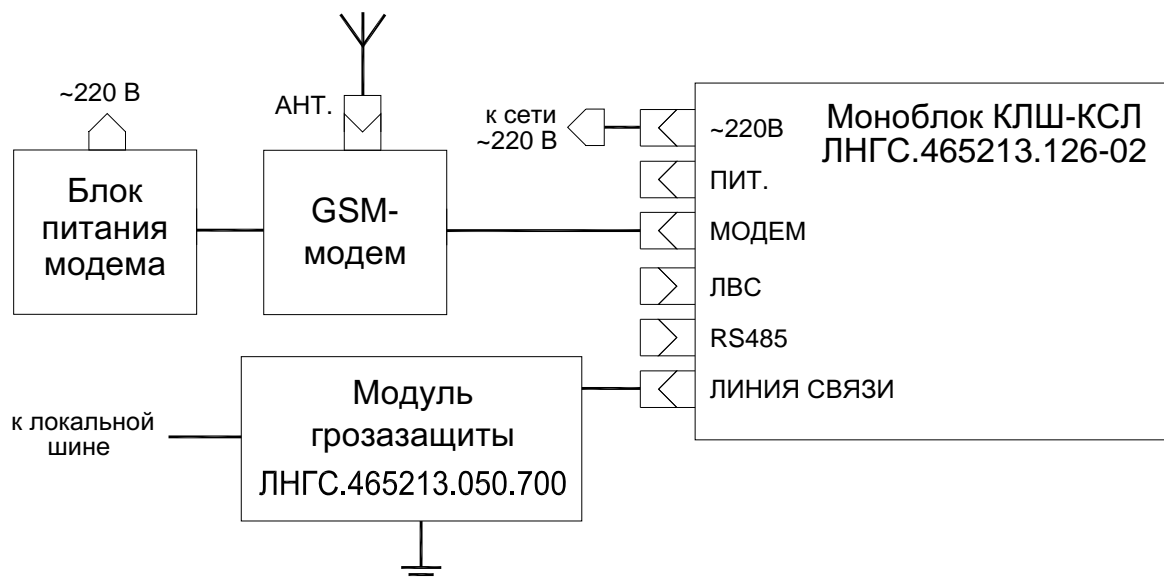 ~220 В
АНТ.
к сети
~220 В
~220В
Моноблок КЛШ-КСЛ
ЛНГС.465213.126-02
ПИТ.
Блок
питания
модема
GSM-
модем
МОДЕМ
ЛВС
RS485
ЛИНИЯ СВЯЗИ
Модуль
грозазащиты
ЛНГС.465213.050.700
к локальной
шине